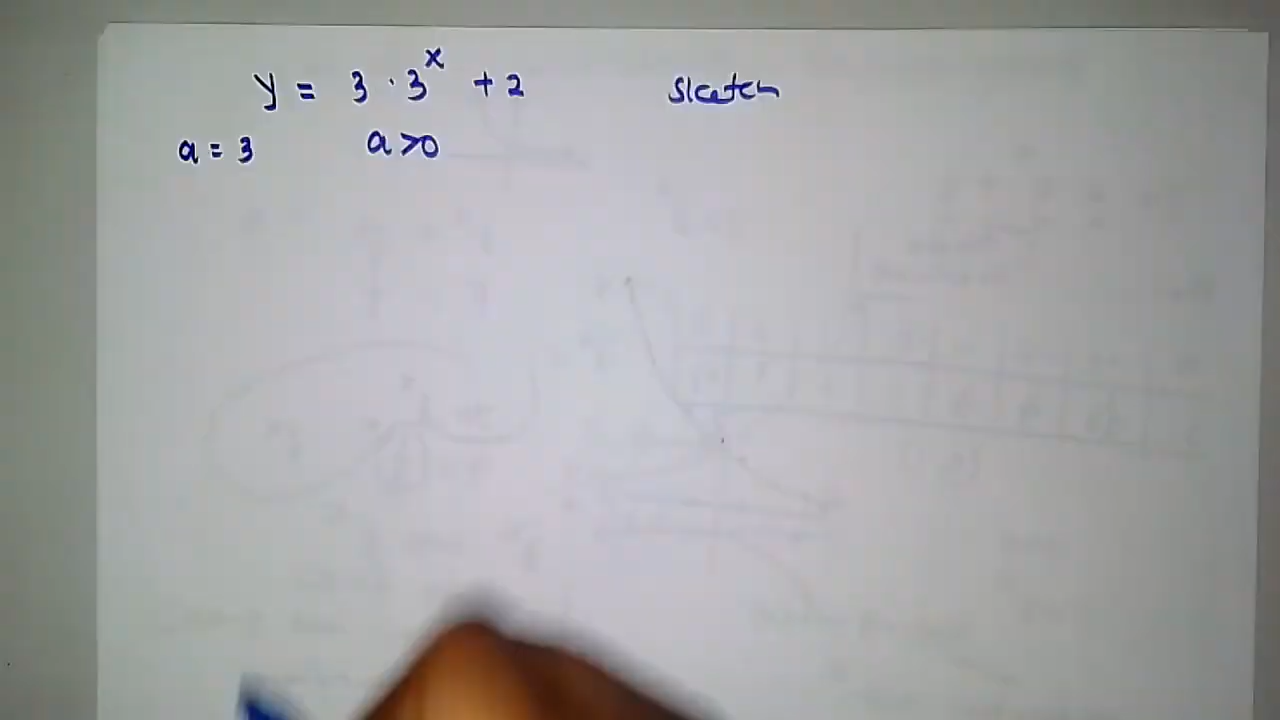 y = 3 · 3^x + 2 Sketch
a = 3 a > 0